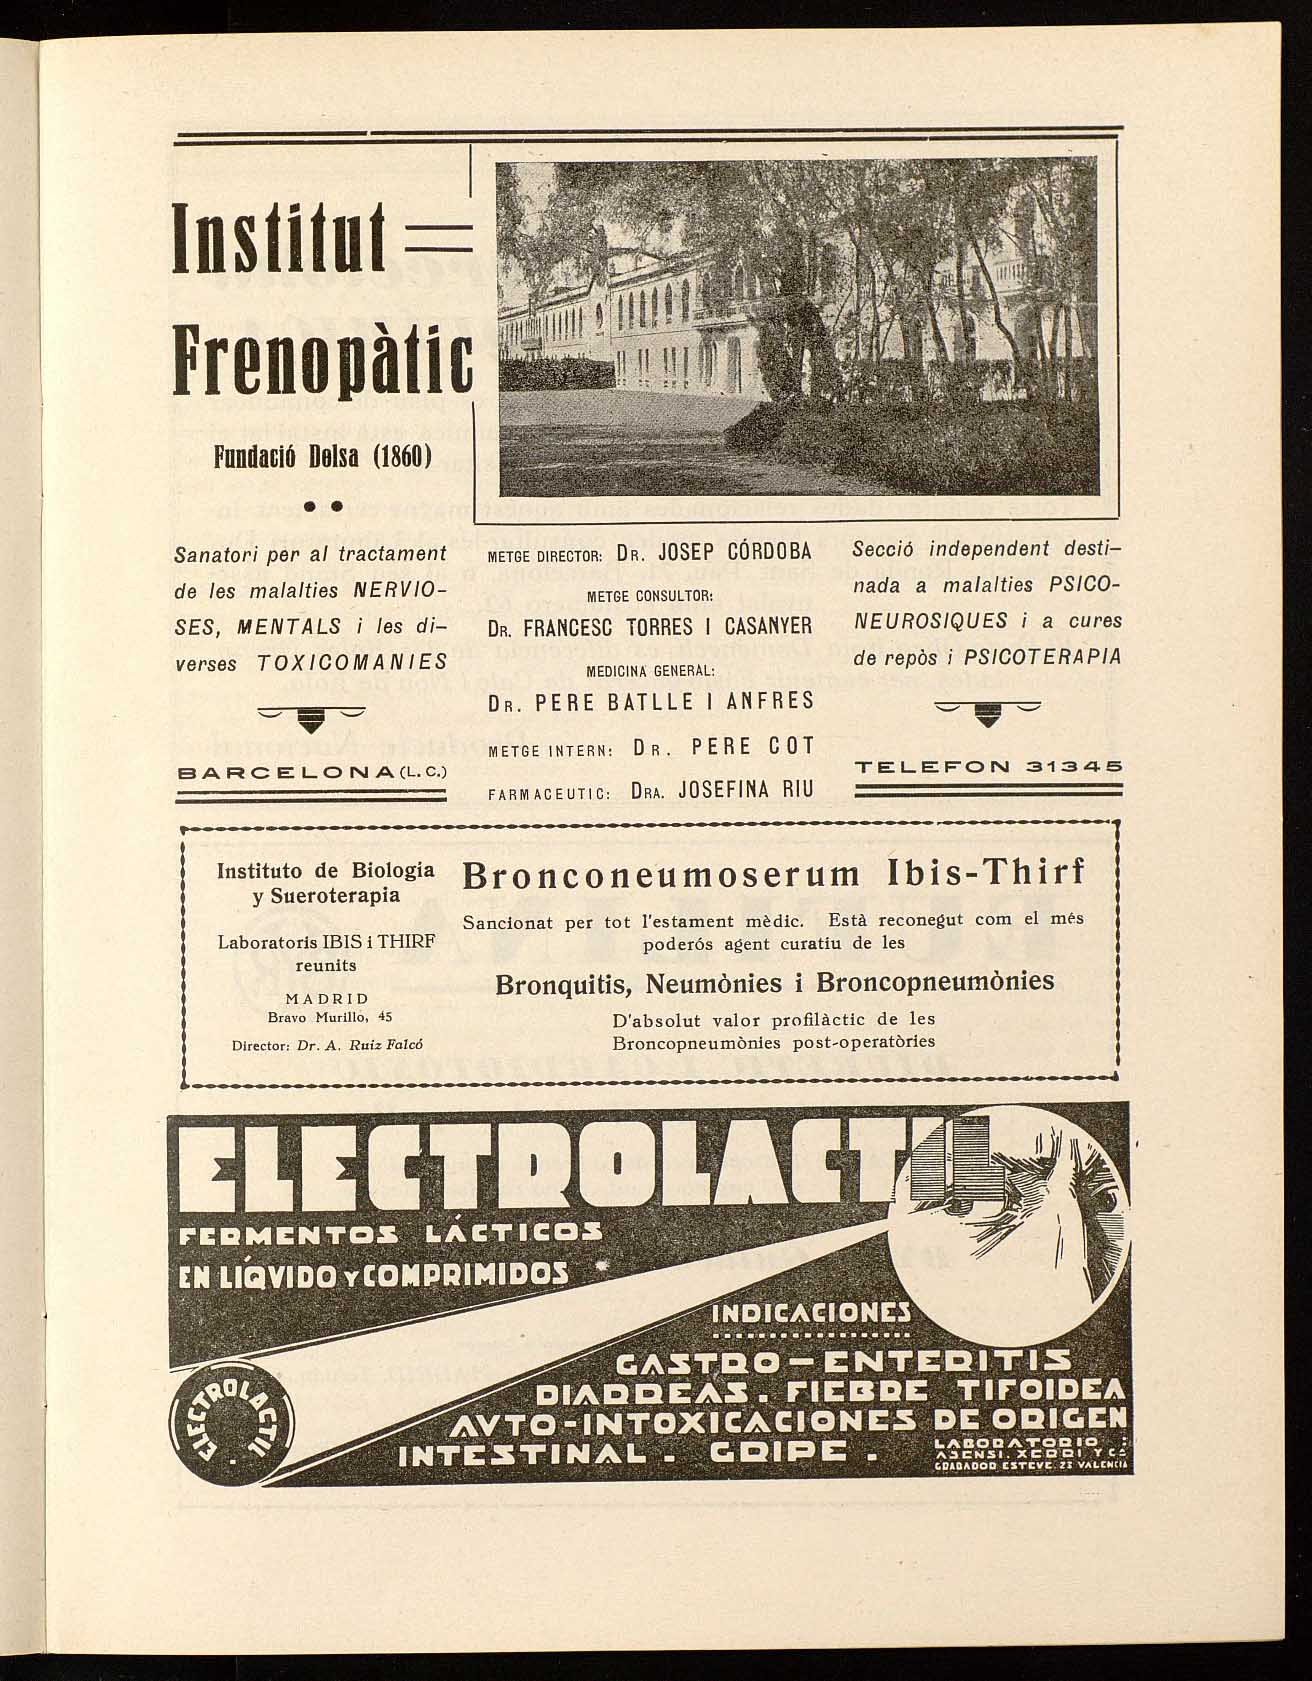 Institut
Frenopàtic
Fundació Dolsa (1860)
Sanatori per al tractament
de les malalties NERVIO-
SES, MENTALS i les di-
verses TOXICOMANIES
BARCELONA (L. C.)
METGE DIRECTOR: DR. JOSEP CÓRDOBA
METGE CONSULTOR:
DR. FRANCESC TORRES I CASANYER
MEDICINA GENERAL:
DR. PERE BATLLE I ANFRES
METGE INTERN: DR. PERE COT
FARMACEUTIC: DRA. JOSEFINA RIU
Secció independent desti-
nada a malalties PSICO-
NEUROSIQUES i a cures
de repòs i PSICOTERAPIA
TELEFON 31345
Instituto de Biologia
y Sueroterapia
Laboratoris IBIS i THIRF
reunits
MADRID
Bravo Murillo, 45
Director: Dr. A. Ruiz Falcó
Bronconeumoserum Ibis-Thirf
Sancionat per tot l'estament mèdic. Està reconegut com el més
poderós agent curatiu de les
Bronquitis, Neumònies i Broncopneumònies
D'absolut valor profilàctic de les
Broncopneumònies post-operatòries
ELECTROLACTIL
FERMENTOS LÁCTICOS
EN LÍQVIDO Y COMPRIMIDOS
INDICACIONES
GASTRO-ENTERITIS
DIARREAS. FIEBRE TIFOIDEA
AVTO-INTOXICACIONES DE ORIGEN
INTESTINAL. GRIPE.
LABORATORIO:
ASENSI, XERRI Y Cª
GRABADOR ESTEVE. 23 VALENCIA
ELECTROLACTIL.